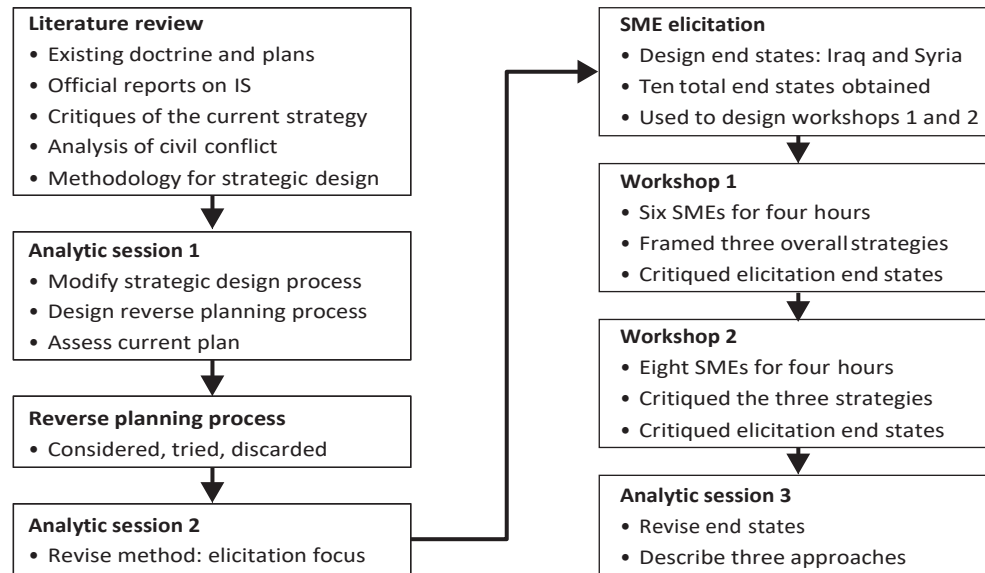 Literature review
• Existing doctrine and plans
• Official reports on IS
• Critiques of the current strategy
• Analysis of civil conflict
• Methodology for strategic design
Analytic session 1
• Modify strategic design process
• Design reverse planning process
• Assess current plan
Reverse planning process
• Considered, tried, discarded
Analytic session 2
• Revise method: elicitation focus
SME elicitation
• Design end states: Iraq and Syria
• Ten total end states obtained
• Used to design workshops 1 and 2
Workshop 1
• Six SMEs for four hours
• Framed three overall strategies
• Critiqued elicitation end states
Workshop 2
• Eight SMEs for four hours
• Critiqued the three strategies
• Critiqued elicitation end states
Analytic session 3
• Revise end states
• Describe three approaches